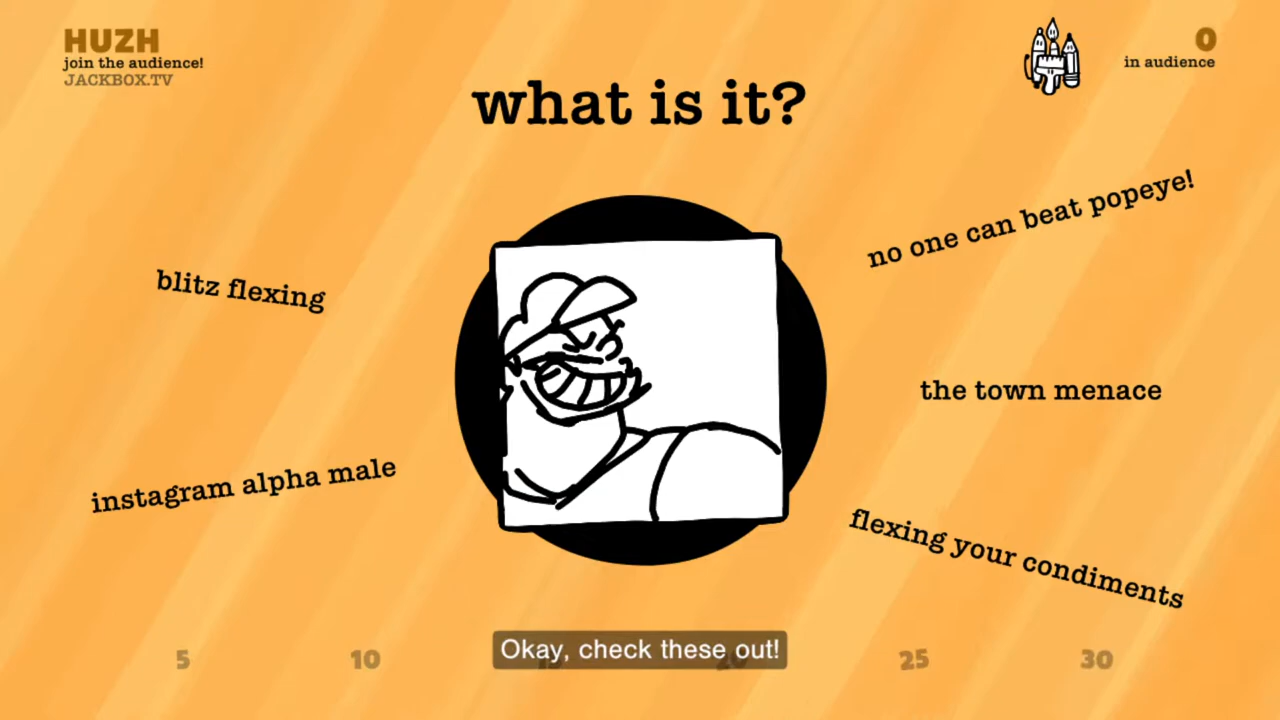 HUZH
join the audience!
JACKBOX.TV
0
in audience
what is it?
no one can beat popeye!
blitz flexing
the town menace
instagram alpha male
flexing your condiments
Okay, check these out!
5
10
25
30